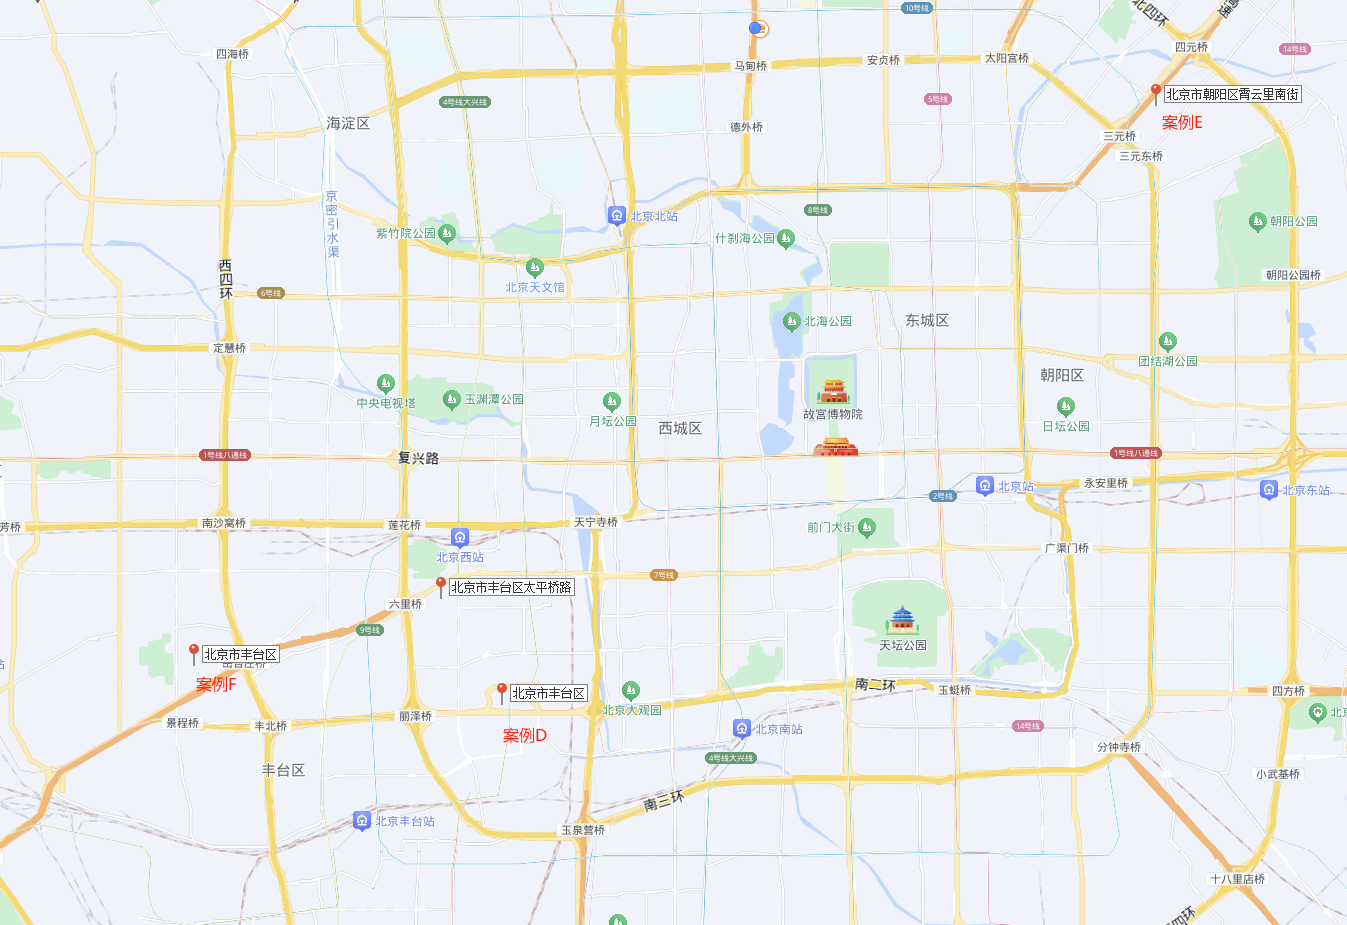 10号线
北四环
高速
四海桥
马甸桥
安贞桥
太阳宫桥
四元桥
14号线
4号线大兴线
5号线
北京市朝阳区霄云里南街
案例E
海淀区
德外桥
三元桥
三元东桥
京密引水渠
8号线
北京北站
紫竹院公园
什刹海公园
朝阳公园
北京天文馆
朝阳公园桥
西四环
6号线
北海公园
东城区
定慧桥
团结湖公园
朝阳区
中央电视塔
玉渊潭公园
月坛公园
西城区
故宫博物院
日坛公园
1号线八通线
复兴路
1号线八通线
北京站
永安里桥
北京东站
2号线
芳桥
南沙窝桥
莲花桥
天宁寺桥
前门大街
北京西站
广渠门桥
7号线
北京市丰台区太平桥路
六里桥
9号线
天坛公园
北京市丰台区
站
案例F
南二环
玉蜓桥
四方桥
北京市丰台区
北京大观园
北京
景程桥
丰北桥
丽泽桥
案例D
北京南站
14号线
4号线大兴线
分钟寺桥
丰台区
小武基桥
南三环
北京丰台站
玉泉营桥
十八里店桥
四环